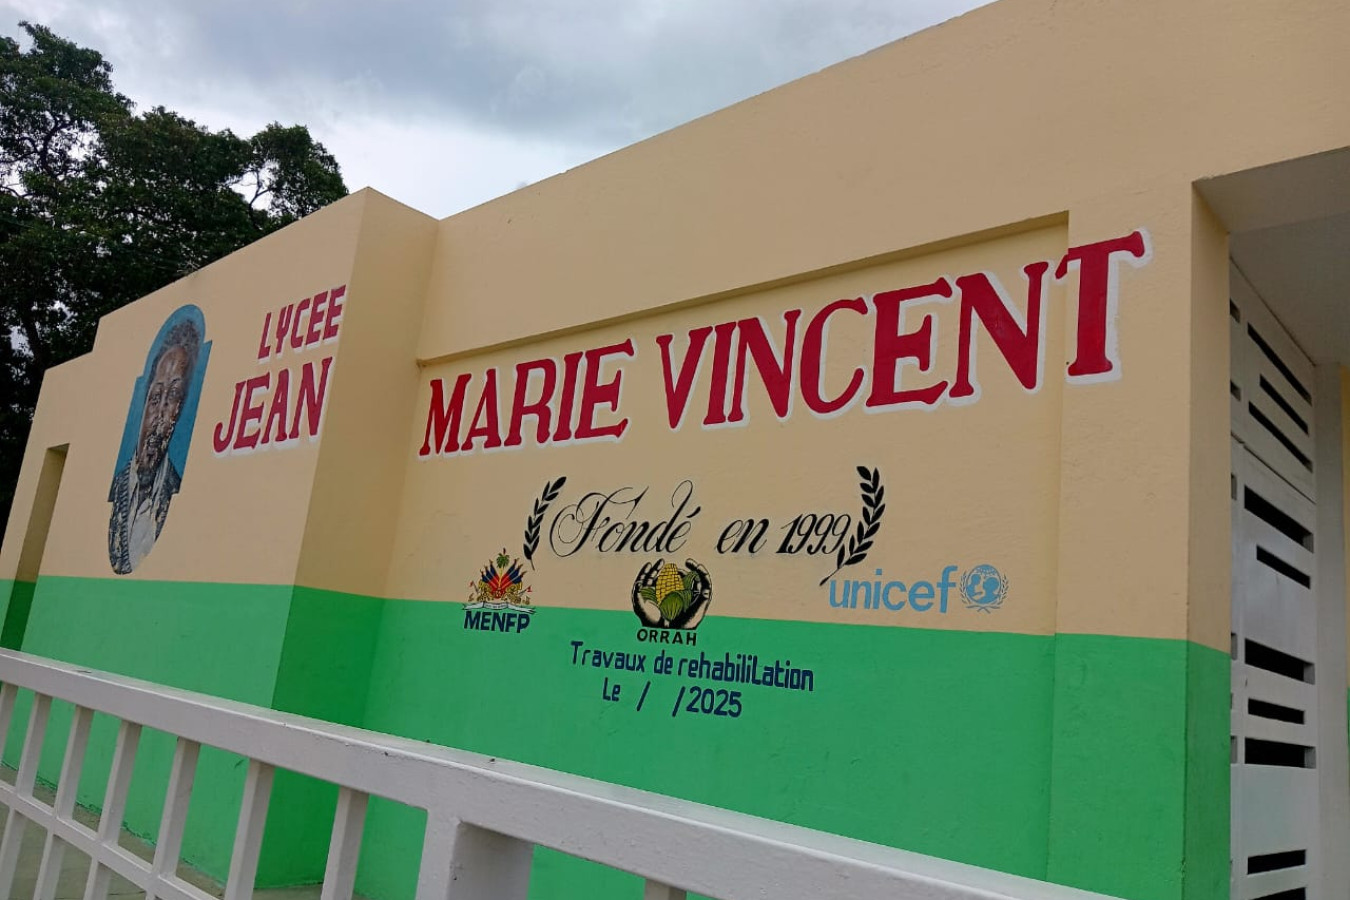 LYCEE
JEAN
MARIE VINCENT
Fondé en 1999
MENFP
ORRAH
unicef
Travaux de rehabililation
Le / /2025